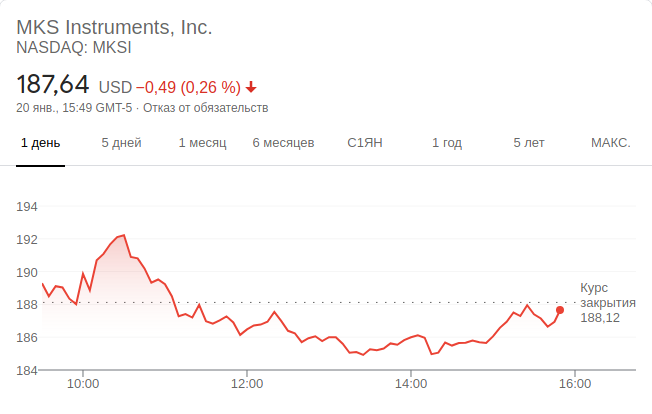 MKS Instruments, Inc.
NASDAQ: MKSI
187,64 USD −0,49 (0,26 %)
20 янв., 15:49 GMT-5 · Отказ от обязательств
1 день 5 дней 1 месяц 6 месяцев С1ЯН 1 год 5 лет МАКС.
194
192
190
188
186
184
Курс
закрытия
188,12
10:00 12:00 14:00 16:00